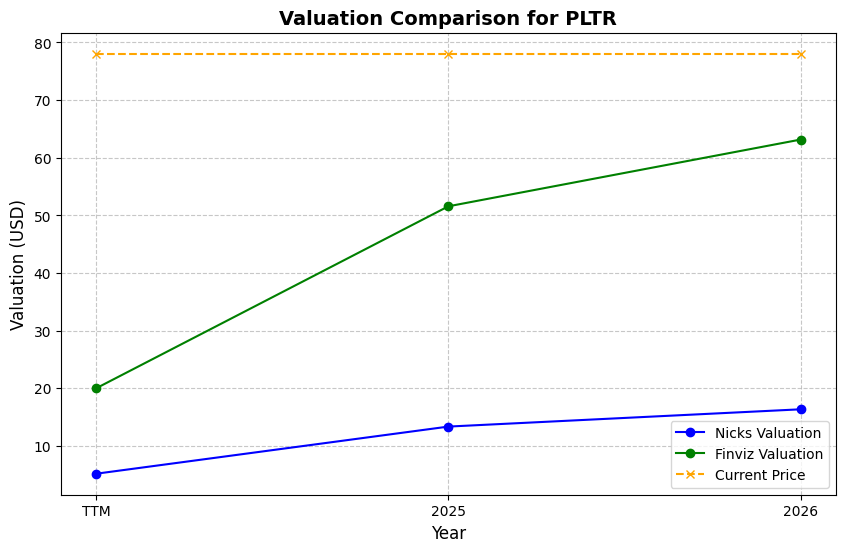 Valuation Comparison for PLTR
Valuation (USD)
80
70
60
50
40
30
20
10
TTM
2025
2026
Year
Nicks Valuation
Finviz Valuation
Current Price